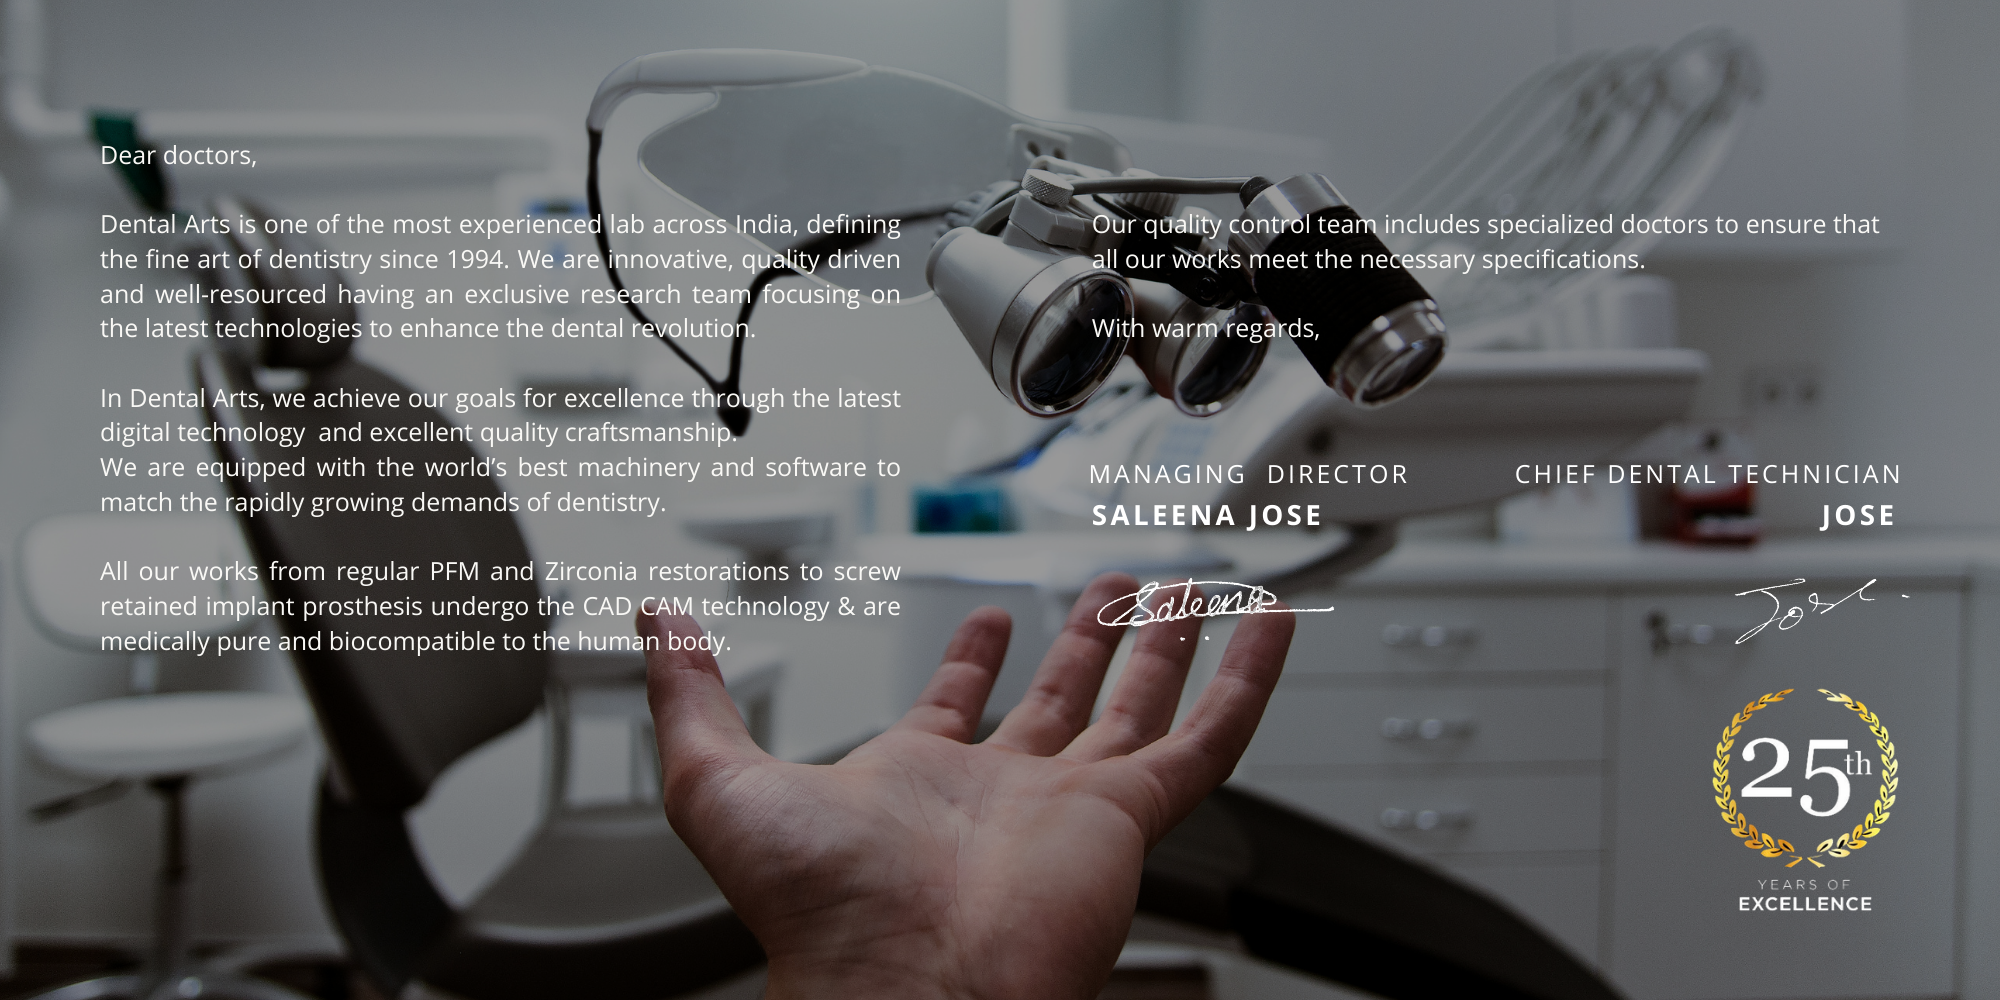 Dear doctors,
Dental Arts is one of the most experienced lab across India, defining
the fine art of dentistry since 1994. We are innovative, quality driven
and well-resourced having an exclusive research team focusing on
the latest technologies to enhance the dental revolution.
In Dental Arts, we achieve our goals for excellence through the latest
digital technology  and excellent quality craftsmanship.
We are equipped with the world’s best machinery and software to
match the rapidly growing demands of dentistry.
All our works from regular PFM and Zirconia restorations to screw
retained implant prosthesis undergo the CAD CAM technology & are
medically pure and biocompatible to the human body.
Our quality control team includes specialized doctors to ensure that
all our works meet the necessary specifications.
With warm regards,
MANAGING  DIRECTOR
SALEENA JOSE
Saleena
CHIEF DENTAL TECHNICIAN
JOSE
Jose
25th
YEARS OF
EXCELLENCE